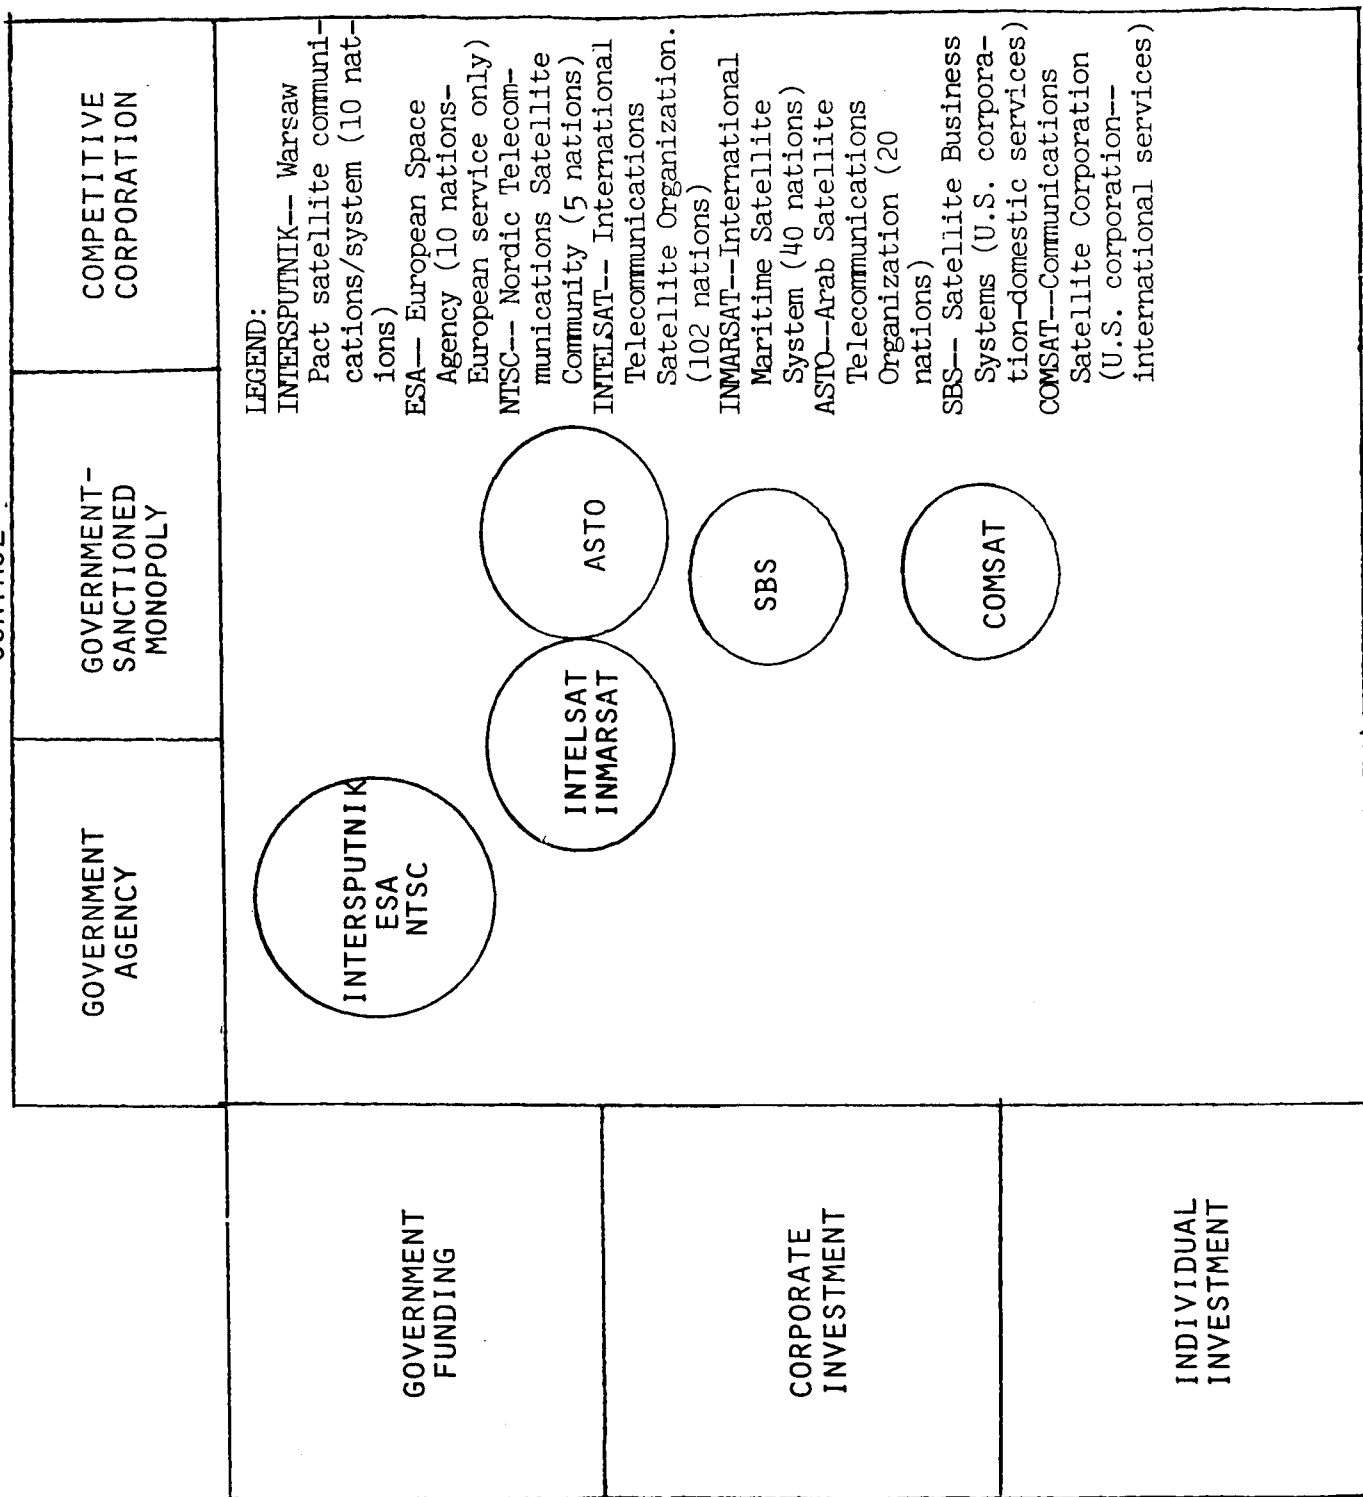 GOVERNMENT
AGENCY
GOVERNMENT-
SANCTIONED
MONOPOLY
COMPETITIVE
CORPORATION
GOVERNMENT
FUNDING
CORPORATE
INVESTMENT
INDIVIDUAL
INVESTMENT
INTERSPUTNIK
ESA
NTSC
INTELSAT
INMARSAT
ASTO
SBS
COMSAT
LEGEND:
INTERSPUTNIK-- Warsaw
Pact satellite communi-
cations/system (10 nat-
ions)
ESA-- European Space
Agency (10 nations-
European service only)
NTSC-- Nordic Telecom-
munications Satellite
Community (5 nations)
INTELSAT-- International
Telecommunications
Satellite Organization.
(102 nations)
INMARSAT--International
Maritime Satellite
System (40 nations)
ASTO--Arab Satellite
Telecommunications
Organization (20
nations)
SBS-- Satellite Business
Systems (U.S. corpora-
tion-domestic services)
COMSAT--Communications
Satellite Corporation
(U.S. corporation--
international services)